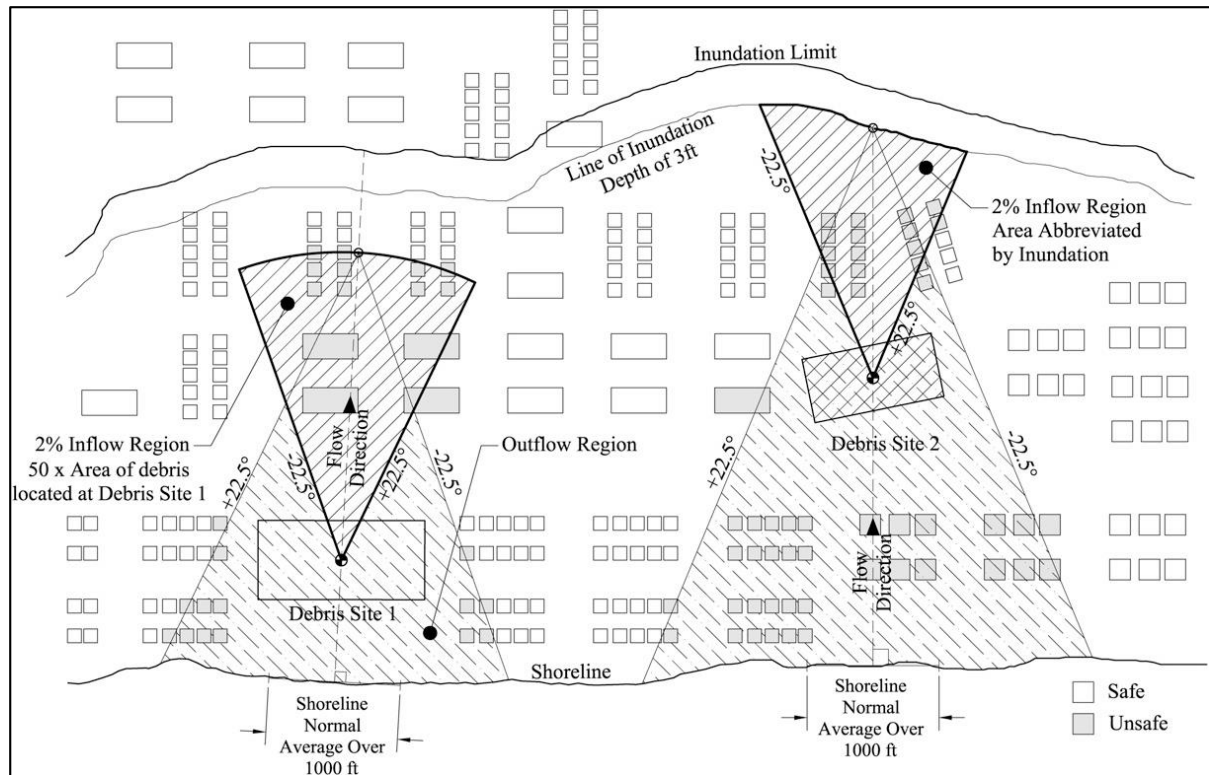 Inundation Limit
Line of Inundation
Depth of 3ft
-22.5°
2% Inflow Region
Area Abbreviated
by Inundation
+22.5°
2% Inflow Region
50 x Area of debris
located at Debris Site 1
+22.5°
-22.5°
Flow
Direction
+22.5°
-22.5°
Outflow Region
+22.5°
Debris Site 2
-22.5°
Debris Site 1
Flow
Direction
Shoreline
Shoreline
Normal
Average Over
1000 ft
Shoreline
Normal
Average Over
1000 ft
Safe
Unsafe